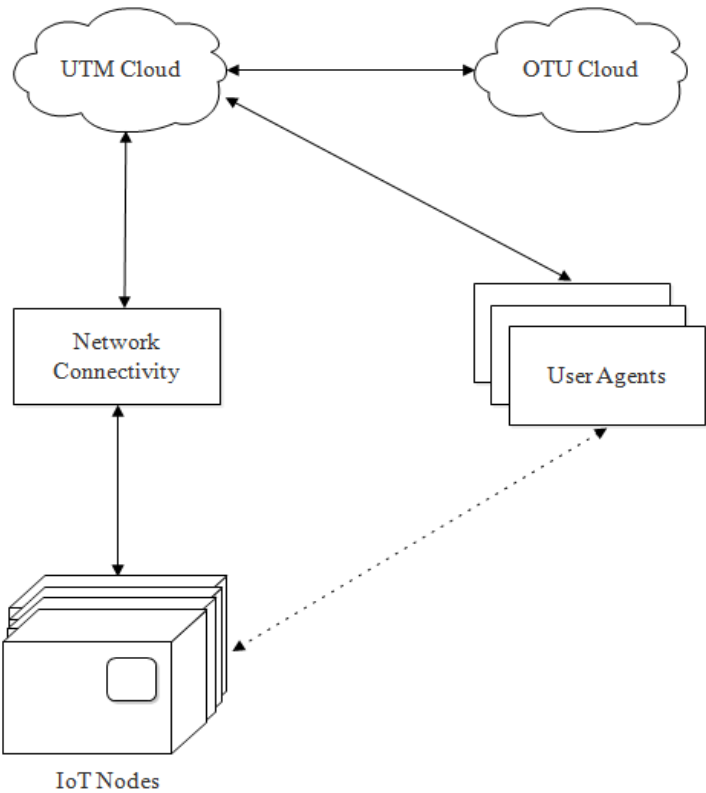 UTM Cloud
OTU Cloud
Network
Connectivity
User Agents
IoT Nodes